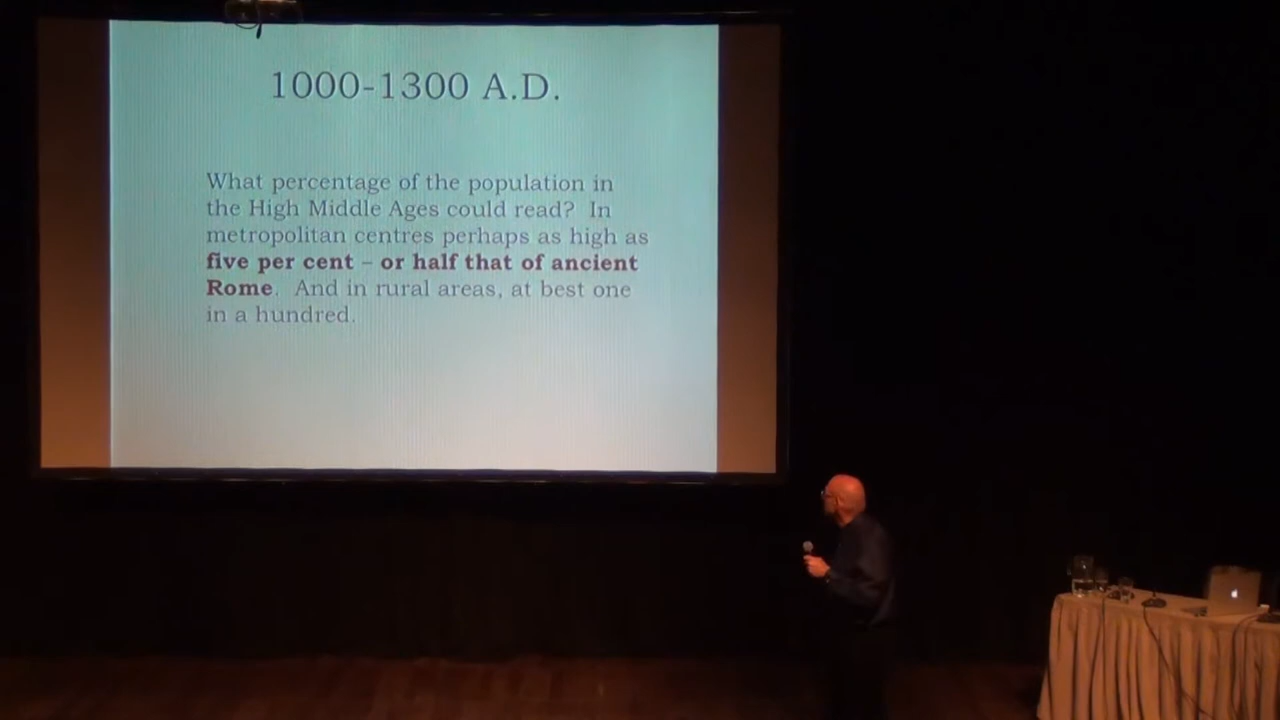 1000-1300 A.D.
What percentage of the population in
the High Middle Ages could read?  In
metropolitan centres perhaps as high as
five per cent – or half that of ancient
Rome.  And in rural areas, at best one
in a hundred.